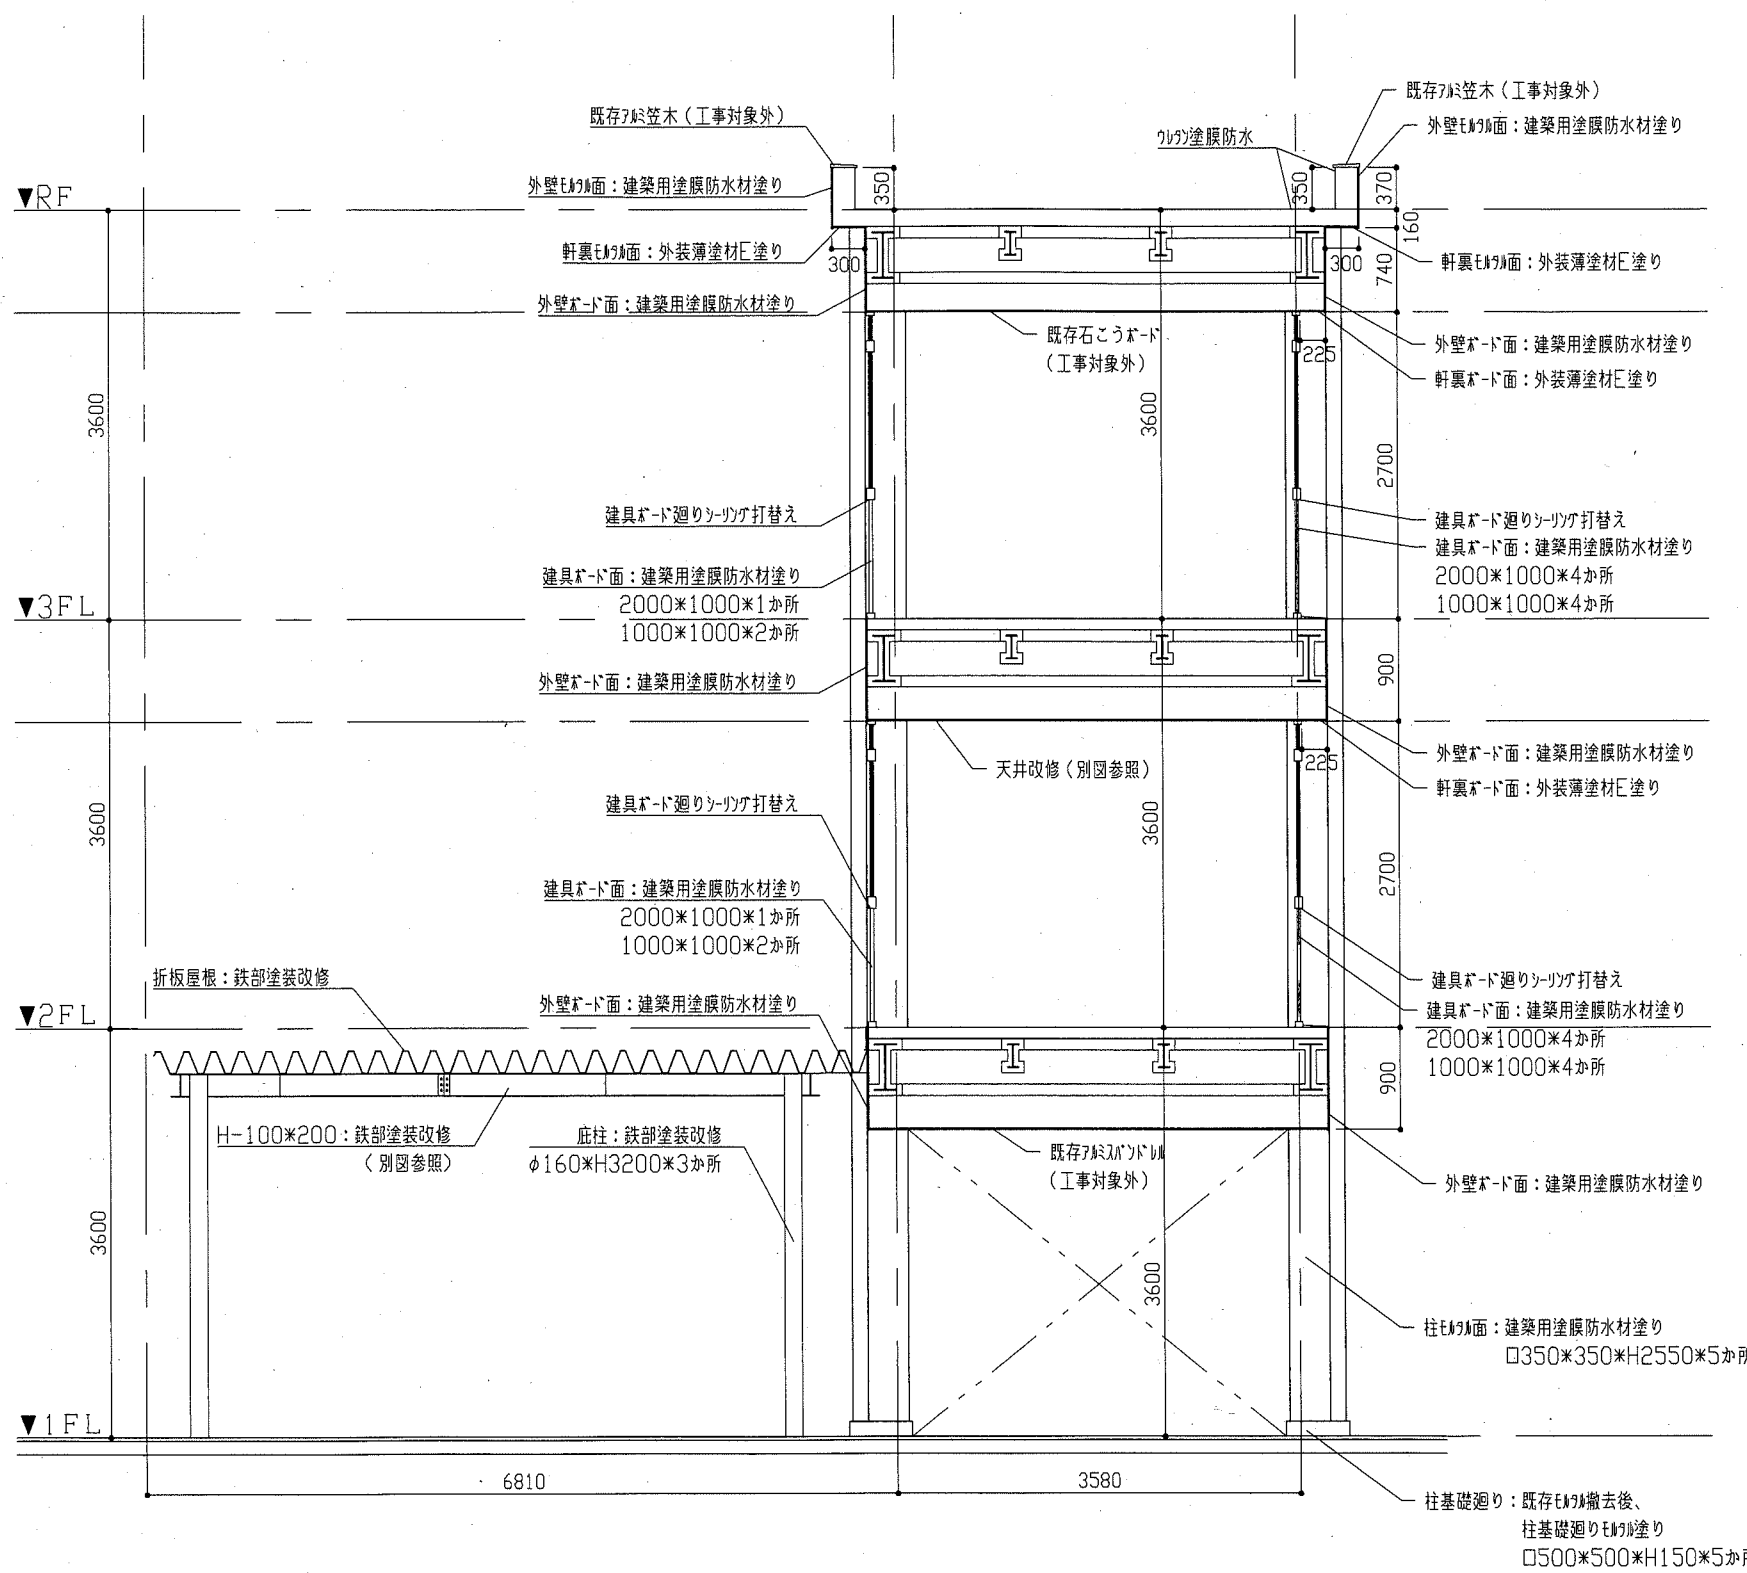 既存アルミ笠木（工事対象外）
既存アルミ笠木（工事対象外）
外壁モルタル面：建築用塗膜防水材塗り
ウレタン塗膜防水
外壁モルタル面：建築用塗膜防水材塗り
350
350
370
▼RF
160
軒裏モルタル面：外装薄塗材E塗り
300
300
740
軒裏モルタル面：外装薄塗材E塗り
外壁ボード面：建築用塗膜防水材塗り
既存石こうボード
（工事対象外）
225
外壁ボード面：建築用塗膜防水材塗り
軒裏ボード面：外装薄塗材E塗り
3600
3600
2700
建具ボード廻りシーリング打替え
建具ボード廻りシーリング打替え
建具ボード面：建築用塗膜防水材塗り
2000*1000*4か所
1000*1000*4か所
建具ボード面：建築用塗膜防水材塗り
2000*1000*1か所
1000*1000*2か所
▼3FL
外壁ボード面：建築用塗膜防水材塗り
900
天井改修（別図参照）
225
外壁ボード面：建築用塗膜防水材塗り
軒裏ボード面：外装薄塗材E塗り
建具ボード廻りシーリング打替え
3600
3600
2700
建具ボード面：建築用塗膜防水材塗り
2000*1000*1か所
1000*1000*2か所
折板屋根：鉄部塗装改修
建具ボード廻りシーリング打替え
外壁ボード面：建築用塗膜防水材塗り
建具ボード面：建築用塗膜防水材塗り
2000*1000*4か所
1000*1000*4か所
▼2FL
900
H-100*200：鉄部塗装改修
（別図参照）
庇柱：鉄部塗装改修
φ160*H3200*3か所
既存アルミスパンドレル
（工事対象外）
外壁ボード面：建築用塗膜防水材塗り
3600
3600
柱モルタル面：建築用塗膜防水材塗り
□350*350*H2550*5か所
▼1FL
6810
3580
柱基礎廻り：既存モルタル撤去後、
柱基礎廻りモルタル塗り
□500*500*H150*5か所